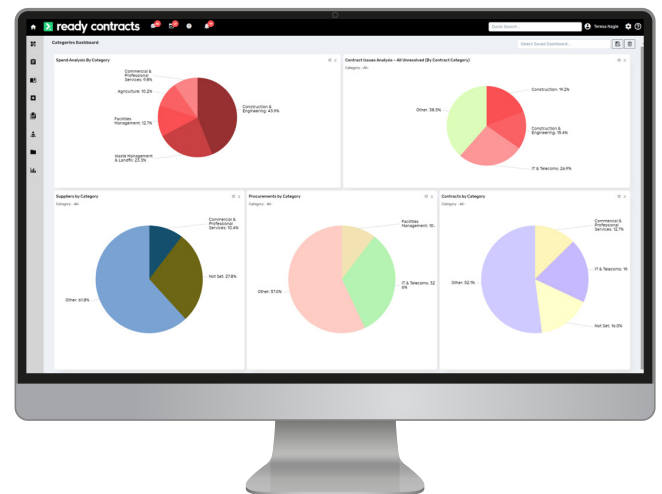 ready contracts
Quick Search...
Teresa Nagle
Categories Dashboard
Select Saved Dashboard...
Spend Analysis By Category
Commercial &
Professional
Services: 9.8%
Agriculture: 10.2%
Facilities
Management: 12.7%
Waste Management
& Landfill: 23.3%
Construction &
Engineering: 43.9%
Contract Issues Analysis - All Unresolved (By Contract Category)
Category: -All-
Construction: 19.2%
Other: 38.5%
Construction &
Engineering: 15.4%
IT & Telecoms: 26.9%
Suppliers by Category
Category: -All-
Commercial &
Professional
Services: 10.4%
Not Set: 27.8%
Other: 61.8%
Procurements by Category
Category: -All-
Facilities
Management: 10.
IT & Telecoms: 32
6%
Other: 57.0%
Contracts by Category
Category: -All-
Commercial &
Professional
Services: 12.7%
IT & Telecoms: 19
Other: 52.1%
Not Set: 16.0%